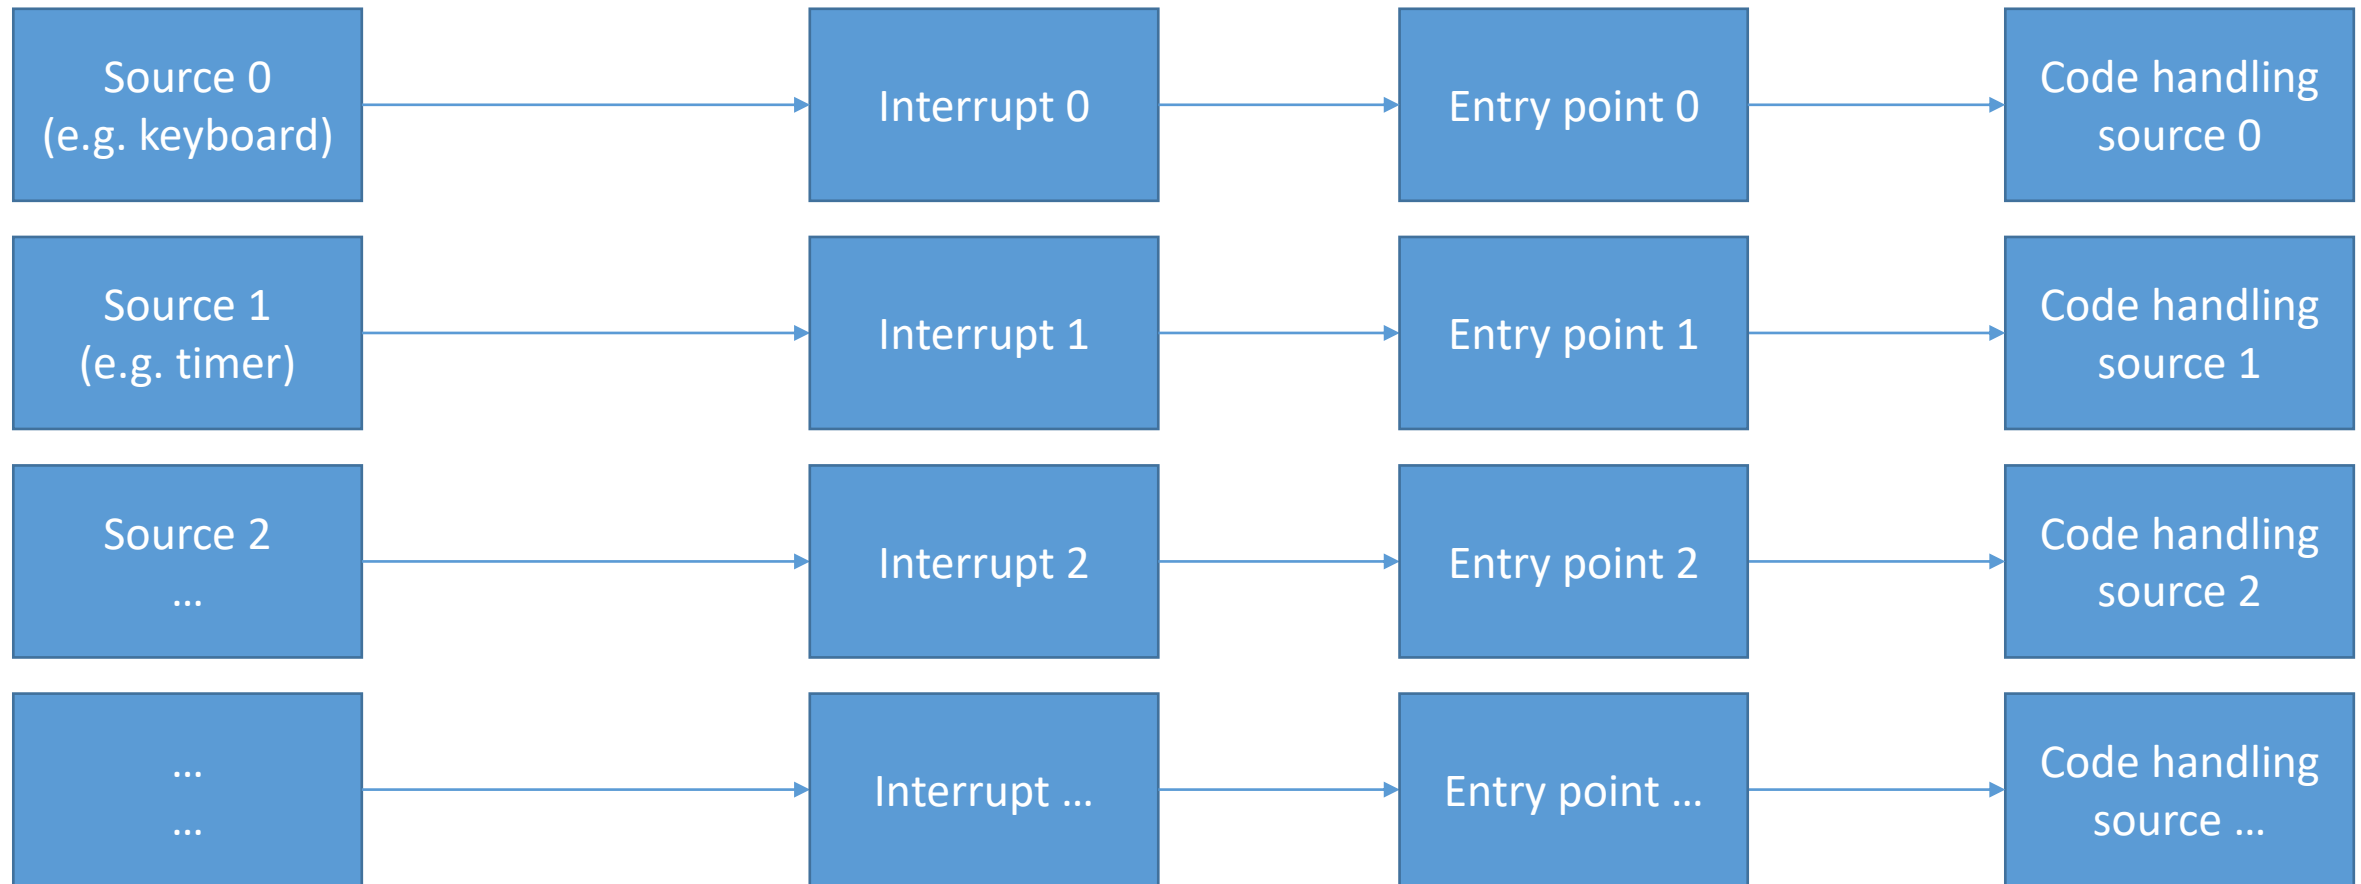 Source 0
(e.g. keyboard)
Interrupt 0
Entry point 0
Code handling
source 0
Source 1
(e.g. timer)
Interrupt 1
Entry point 1
Code handling
source 1
Source 2
...
Interrupt 2
Entry point 2
Code handling
source 2
...
...
Interrupt ...
Entry point ...
Code handling
source ...